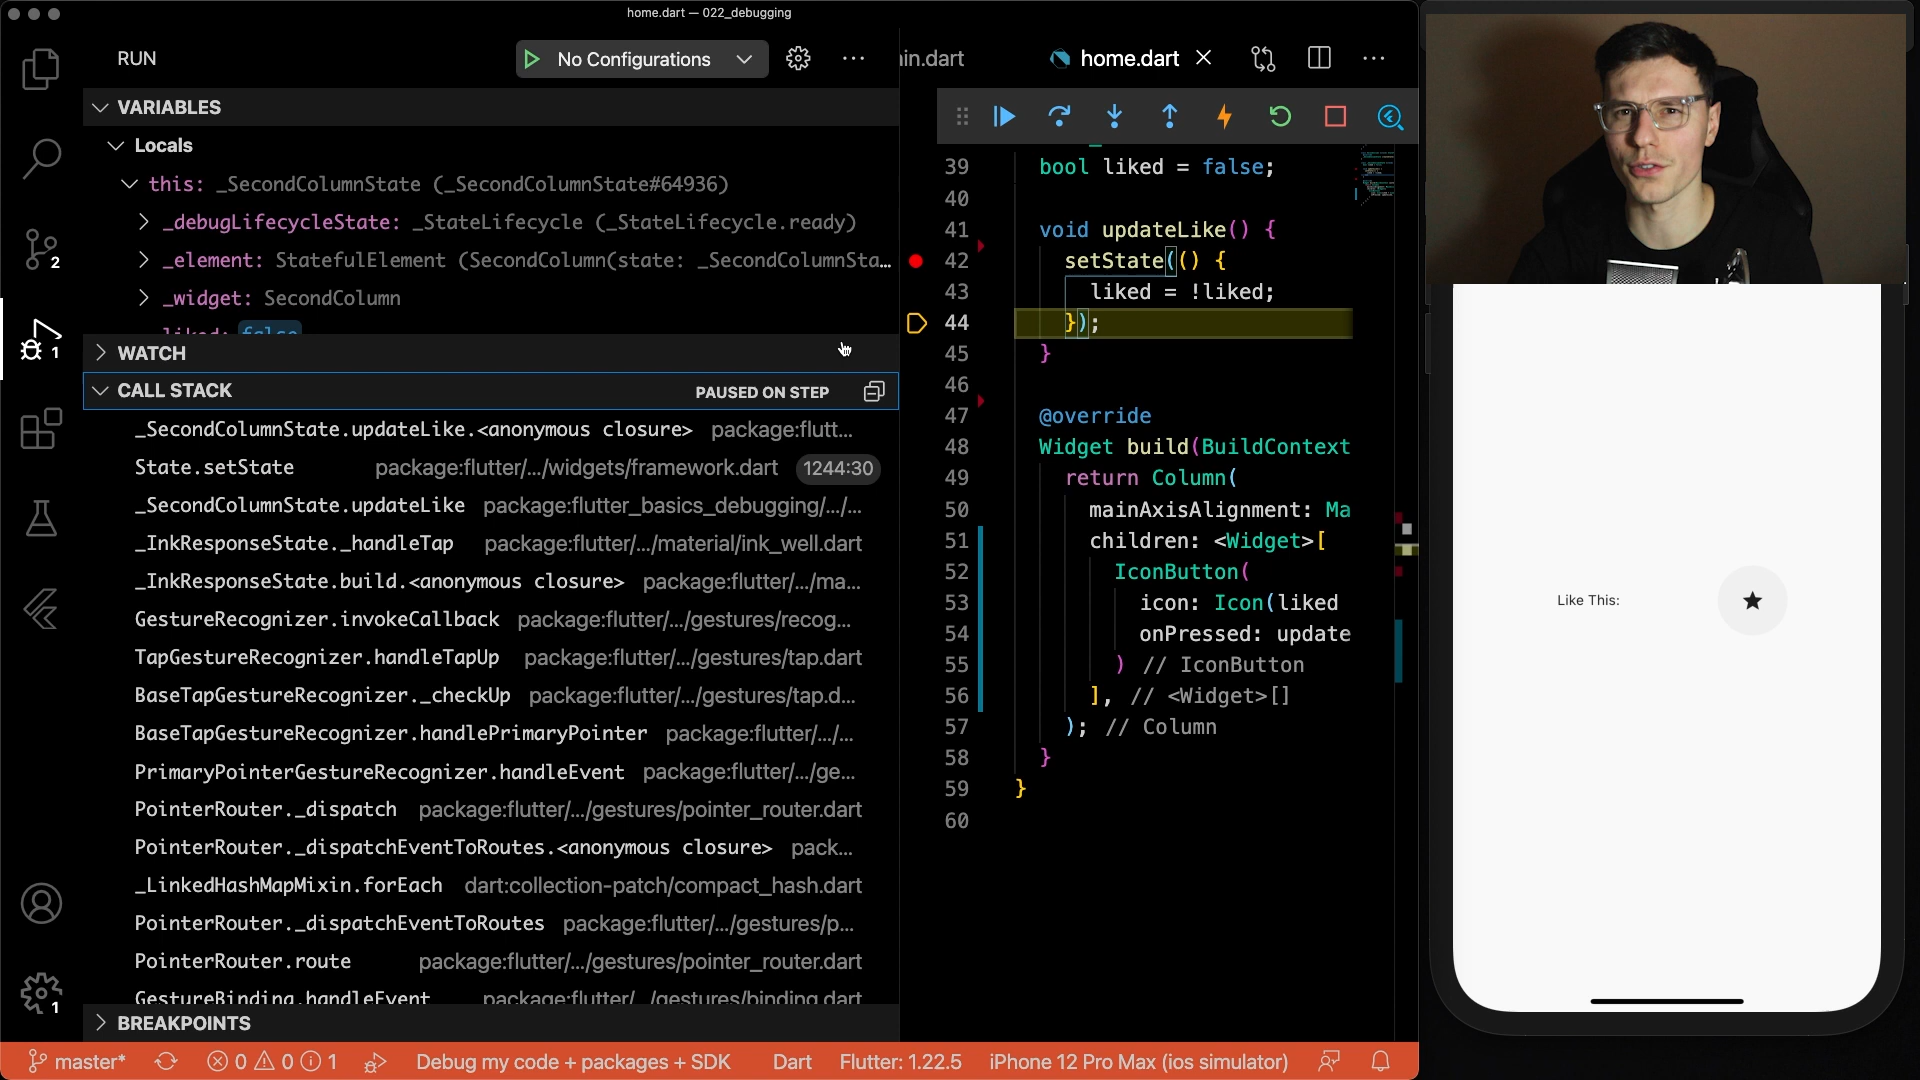 home.dart — 022_debugging
RUN
No Configurations
VARIABLES
Locals
this: _SecondColumnState (_SecondColumnState#64936)
_debugLifecycleState: _StateLifecycle (_StateLifecycle.ready)
_element: StatefulElement (SecondColumn(state: _SecondColumnSta…
_widget: SecondColumn
liked: false
WATCH
CALL STACK
PAUSED ON STEP
_SecondColumnState.updateLike.<anonymous closure> package:flutt...
State.setState package:flutter/.../widgets/framework.dart 1244:30
_SecondColumnState.updateLike package:flutter_basics_debugging/.../...
_InkResponseState._handleTap package:flutter/.../material/ink_well.dart
_InkResponseState.build.<anonymous closure> package:flutter/.../ma...
GestureRecognizer.invokeCallback package:flutter/.../gestures/recog...
TapGestureRecognizer.handleTapUp package:flutter/.../gestures/tap.dart
BaseTapGestureRecognizer._checkUp package:flutter/.../gestures/tap.d...
BaseTapGestureRecognizer.handlePrimaryPointer package:flutter/.../...
PrimaryPointerGestureRecognizer.handleEvent package:flutter/.../ge...
PointerRouter._dispatch package:flutter/.../gestures/pointer_router.dart
PointerRouter._dispatchEventToRoutes.<anonymous closure> pack...
_LinkedHashMapMixin.forEach dart:collection-patch/compact_hash.dart
PointerRouter._dispatchEventToRoutes package:flutter/.../gestures/p...
PointerRouter.route package:flutter/.../gestures/pointer_router.dart
GestureBinding.handleEvent package:flutter/.../gestures/binding.dart
BREAKPOINTS
2
1
1
in.dart
home.dart
39 bool liked = false;
40
41 void updateLike() {
42 setState(() {
43 liked = !liked;
44 });
45 }
46
47 @override
48 Widget build(BuildContext
49 return Column(
50 mainAxisAlignment: Ma
51 children: <Widget>[
52 IconButton(
53 icon: Icon(liked
54 onPressed: update
55 ) // IconButton
56 ], // <Widget>[]
57 ); // Column
58 }
59 }
60
Like This:
master* 0 0 1 Debug my code + packages + SDK Dart Flutter: 1.22.5 iPhone 12 Pro Max (ios simulator)